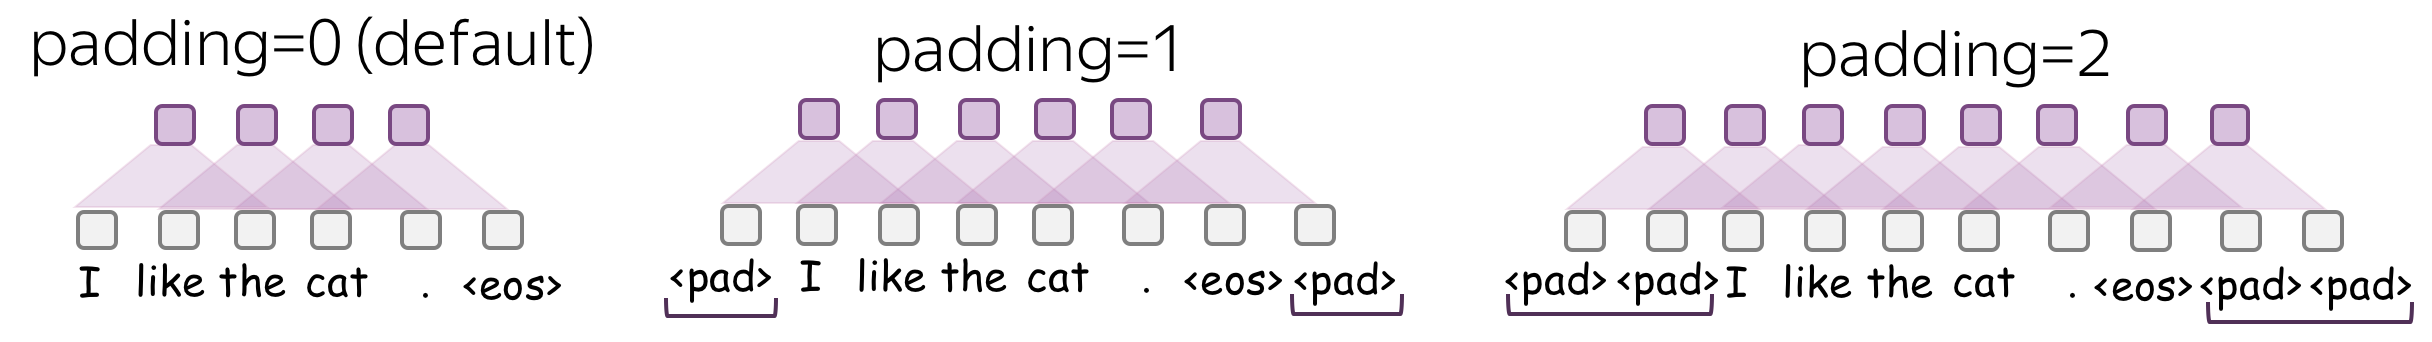 padding=0 (default)
I like the cat . <eos>
padding=1
<pad> I like the cat . <eos> <pad>
padding=2
<pad> <pad> I like the cat . <eos> <pad> <pad>